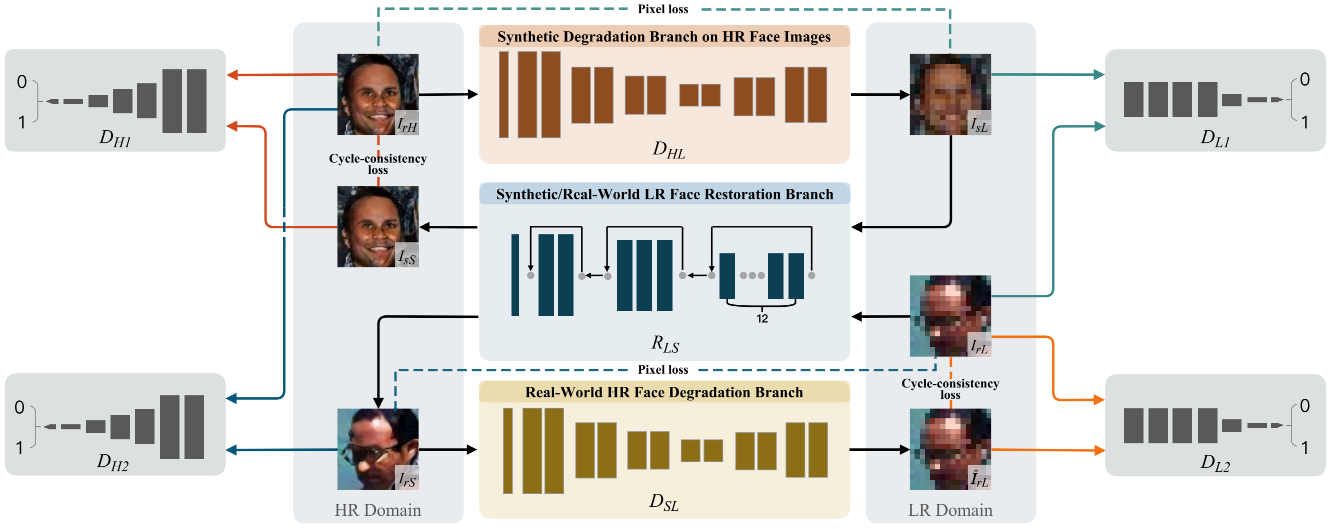 Pixel loss
Synthetic Degradation Branch on HR Face Images
0
1
D_{H1}
I_{rH}
D_{HL}
I_{sL}
0
1
D_{L1}
Cycle-consistency
loss
Synthetic/Real-World LR Face Restoration Branch
I_{sS}
12
R_{LS}
I_{rL}
Pixel loss
Cycle-consistency
loss
Real-World HR Face Degradation Branch
0
1
D_{H2}
I_{rS}
D_{SL}
Î_{rL}
0
1
D_{L2}
HR Domain
LR Domain